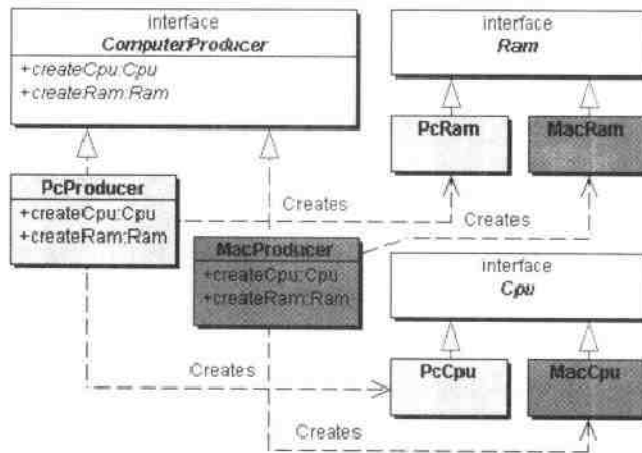 interface
ComputerProducer
+createCpu:Cpu
+createRam:Ram
interface
Ram
PcRam
MacRam
PcProducer
+createCpu:Cpu
+createRam:Ram
Creates
Creates
MacProducer
+createCpu:Cpu
+createRam:Ram
interface
Cpu
PcCpu
MacCpu
Creates
Creates